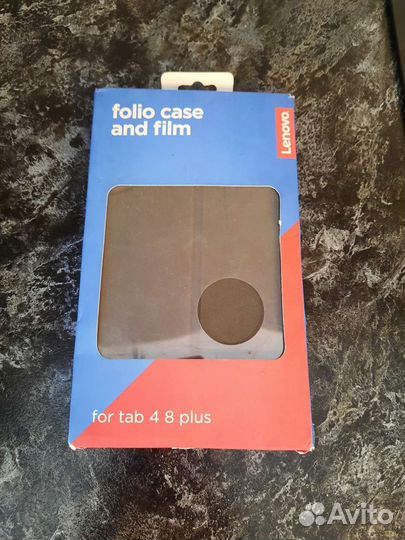 folio case
and film
Lenovo
for tab 4 8 plus
Avito